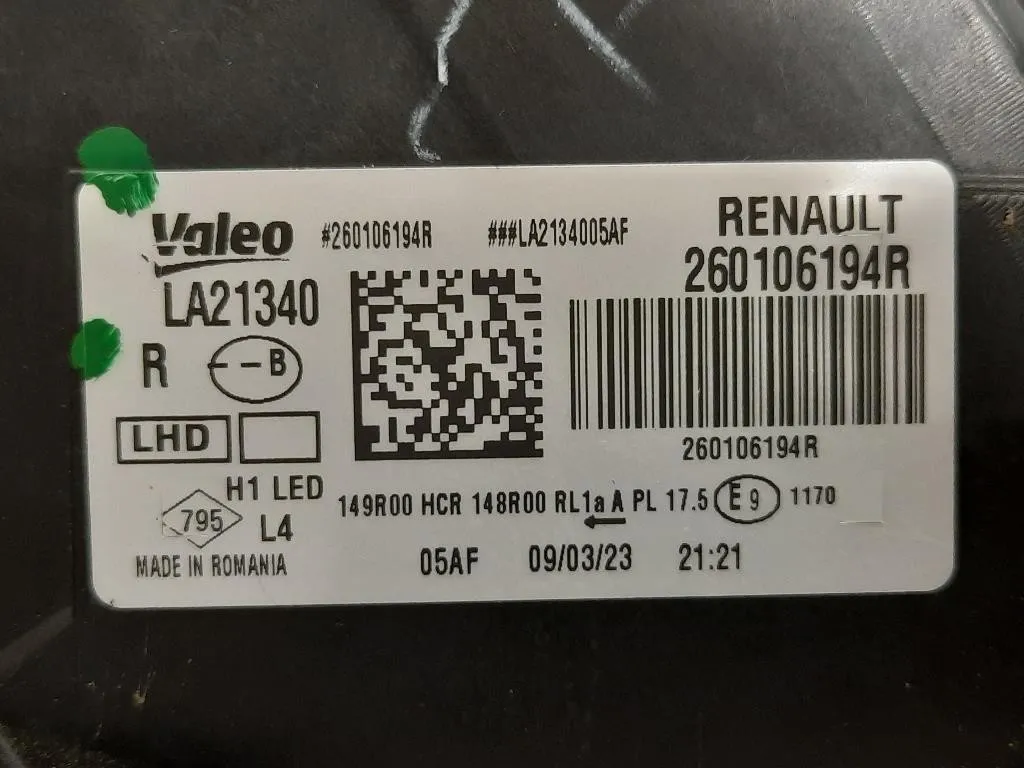 Valeo #260106194R ###LA2134005AF RENAULT
LA21340 260106194R
R --B
LHD
260106194R
H1 LED
149R00 HCR 148R00 RL1a A PL 17.5 E9 1170
795 L4
MADE IN ROMANIA 05AF 09/03/23 21:21